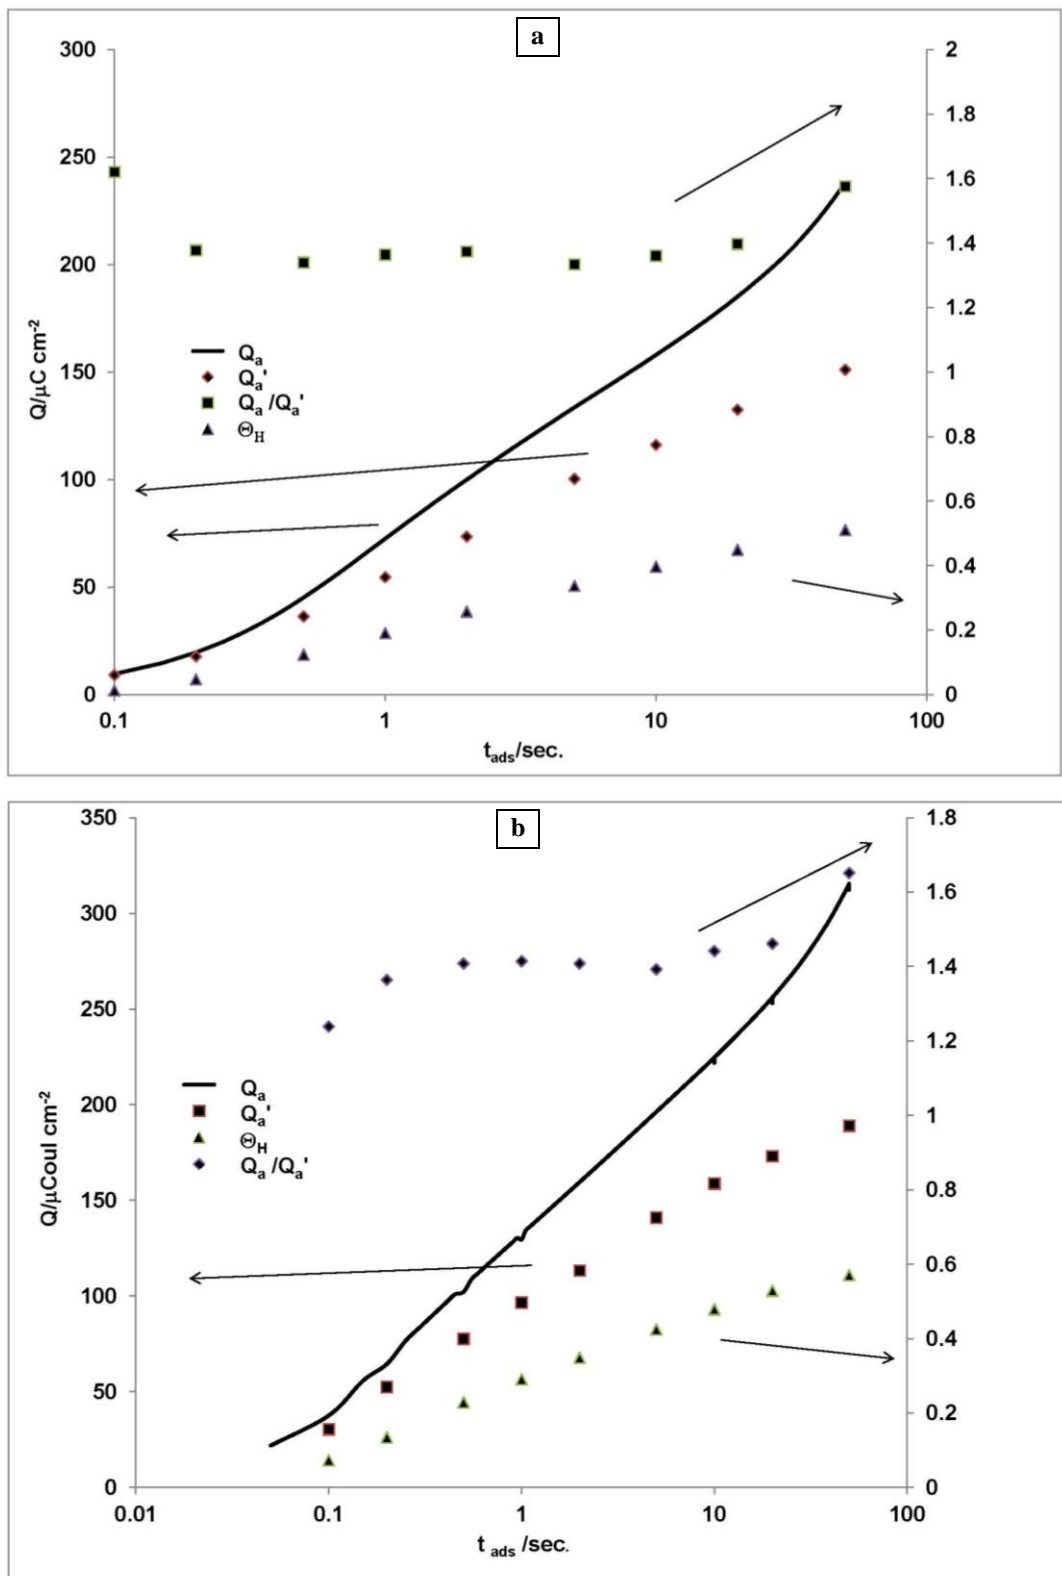 a
300
250
200
150
100
50
0
Q/μC cm-2
2
1.8
1.6
1.4
1.2
1
0.8
0.6
0.4
0.2
0
Qa
Qa'
Qa /Qa'
ΘH
0.1 1 10 100
tads/sec.
b
350
300
250
200
150
100
50
0
Q/μCoul cm-2
1.8
1.6
1.4
1.2
1
0.8
0.6
0.4
0.2
0
Qa
Qa'
ΘH
Qa /Qa'
0.01 0.1 1 10 100
t ads /sec.